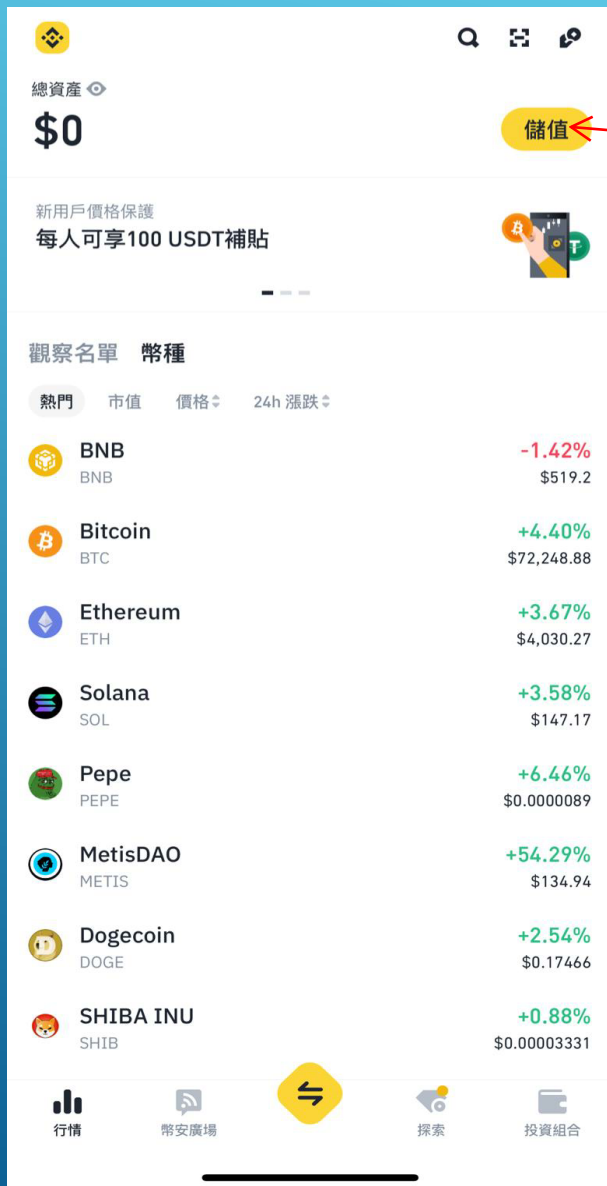 總資產
$0
儲值
新用戶價格保護
每人可享100 USDT補貼
觀察名單 幣種
熱門 市值 價格 24h 漲跌
BNB -1.42%
BNB $519.2
Bitcoin +4.40%
BTC $72,248.88
Ethereum +3.67%
ETH $4,030.27
Solana +3.58%
SOL $147.17
Pepe +6.46%
PEPE $0.0000089
MetisDAO +54.29%
METIS $134.94
Dogecoin +2.54%
DOGE $0.17466
SHIBA INU +0.88%
SHIB $0.00003331
行情 幣安廣場 探索 投資組合